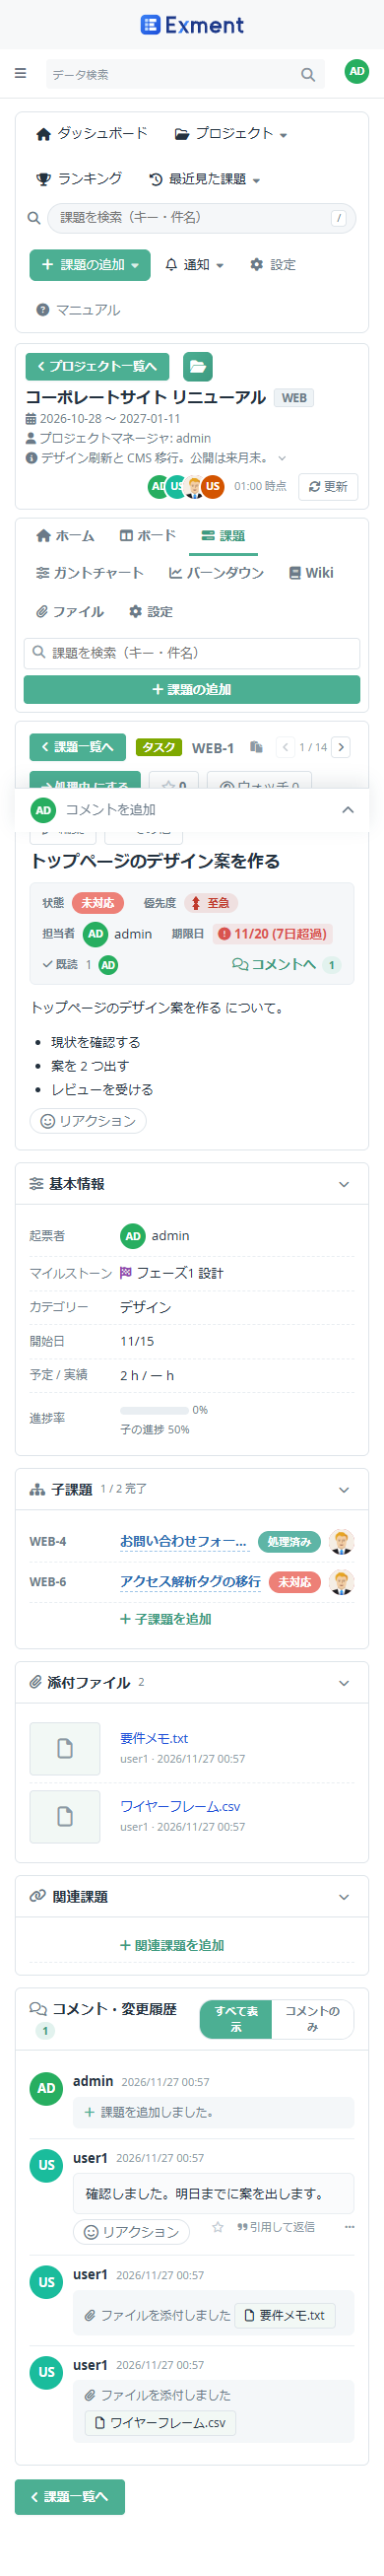 Exment
データ検索
AD
ダッシュボード
プロジェクト
ランキング
最近見た課題
課題を検索（キー・件名）
/
課題の追加
通知
設定
マニュアル
プロジェクト一覧へ
コーポレートサイト リニューアル WEB
2026-10-28 〜 2027-01-11
プロジェクトマネージャ: admin
デザイン刷新と CMS 移行。公開は来月末。
AD US US 01:00 時点 更新
ホーム ボード 課題
ガントチャート バーンダウン Wiki
ファイル 設定
課題を検索（キー・件名）
課題の追加
課題一覧へ タスク WEB-1 1 / 14
処理中 にする 0 ウォッチ 0
AD コメントを追加
トップページのデザイン案を作る
状態 未対応 優先度 至急
担当者 AD admin 期限日 11/20 (7日超過)
既読 1 AD コメントへ 1
トップページのデザイン案を作る について。
現状を確認する
案を 2 つ出す
レビューを受ける
リアクション
基本情報
起票者 AD admin
マイルストーン フェーズ1 設計
カテゴリー デザイン
開始日 11/15
予定 / 実績 2 h / ー h
進捗率 0%
子の進捗 50%
子課題 1 / 2 完了
WEB-4 お問い合わせフォー... 処理済み
WEB-6 アクセス解析タグの移行 未対応
子課題を追加
添付ファイル 2
要件メモ.txt
user1 · 2026/11/27 00:57
ワイヤーフレーム.csv
user1 · 2026/11/27 00:57
関連課題
関連課題を追加
コメント・変更履歴 1
すべて表示
コメントのみ
AD admin 2026/11/27 00:57
課題を追加しました。
US user1 2026/11/27 00:57
確認しました。明日までに案を出します。
リアクション 引用して返信
US user1 2026/11/27 00:57
ファイルを添付しました 要件メモ.txt
US user1 2026/11/27 00:57
ファイルを添付しました
ワイヤーフレーム.csv
課題一覧へ